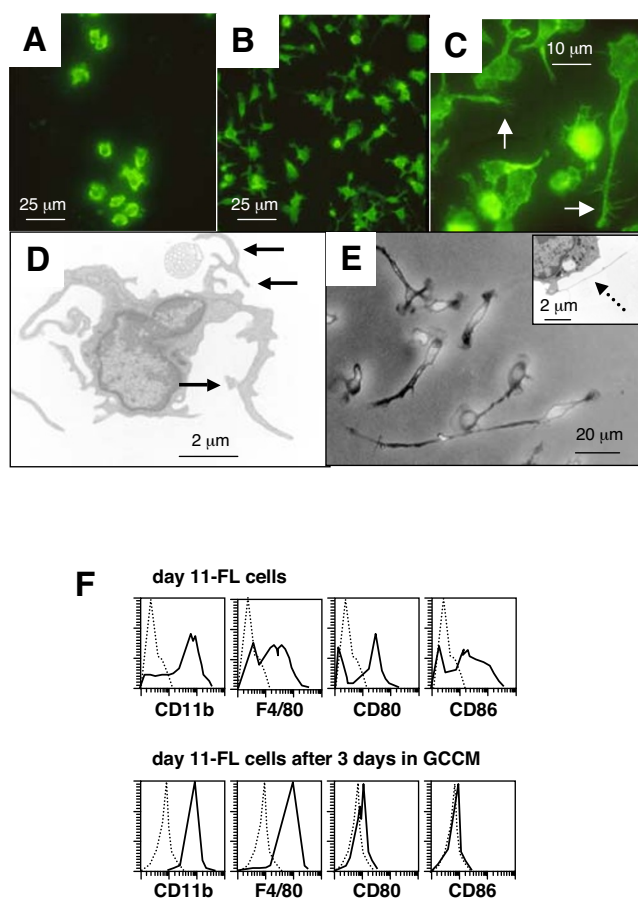 A
B
C
10 μm
25 μm
25 μm
D
E
2 μm
2 μm
20 μm
F
day 11-FL cells
CD11b F4/80 CD80 CD86
day 11-FL cells after 3 days in GCCM
CD11b F4/80 CD80 CD86